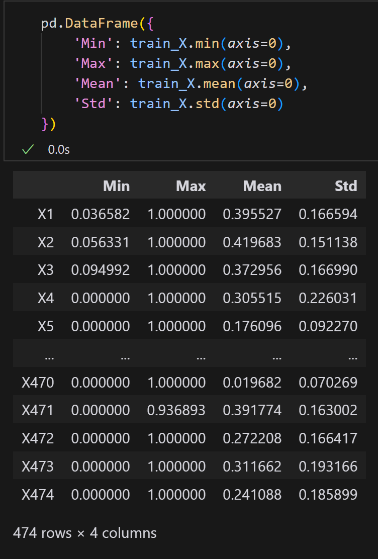 pd.DataFrame({
    'Min': train_X.min(axis=0),
    'Max': train_X.max(axis=0),
    'Mean': train_X.mean(axis=0),
    'Std': train_X.std(axis=0)
})
✓ 0.0s
Min Max Mean Std
X1 0.036582 1.000000 0.395527 0.166594
X2 0.056331 1.000000 0.419683 0.151138
X3 0.094992 1.000000 0.372956 0.166990
X4 0.000000 1.000000 0.305515 0.226031
X5 0.000000 1.000000 0.176096 0.092270
... ... ... ... ...
X470 0.000000 1.000000 0.019682 0.070269
X471 0.000000 0.936893 0.391774 0.163002
X472 0.000000 1.000000 0.272208 0.166417
X473 0.000000 1.000000 0.311662 0.193166
X474 0.000000 1.000000 0.241088 0.185899
474 rows × 4 columns